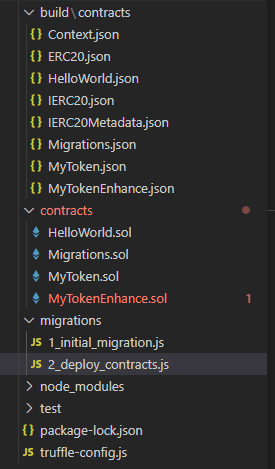 build\contracts
{} Context.json
{} ERC20.json
{} HelloWorld.json
{} IERC20.json
{} IERC20Metadata.json
{} Migrations.json
{} MyToken.json
{} MyTokenEnhance.json
contracts
HelloWorld.sol
Migrations.sol
MyToken.sol
MyTokenEnhance.sol 1
migrations
JS 1_initial_migration.js
JS 2_deploy_contracts.js
node_modules
test
{} package-lock.json
JS truffle-config.js